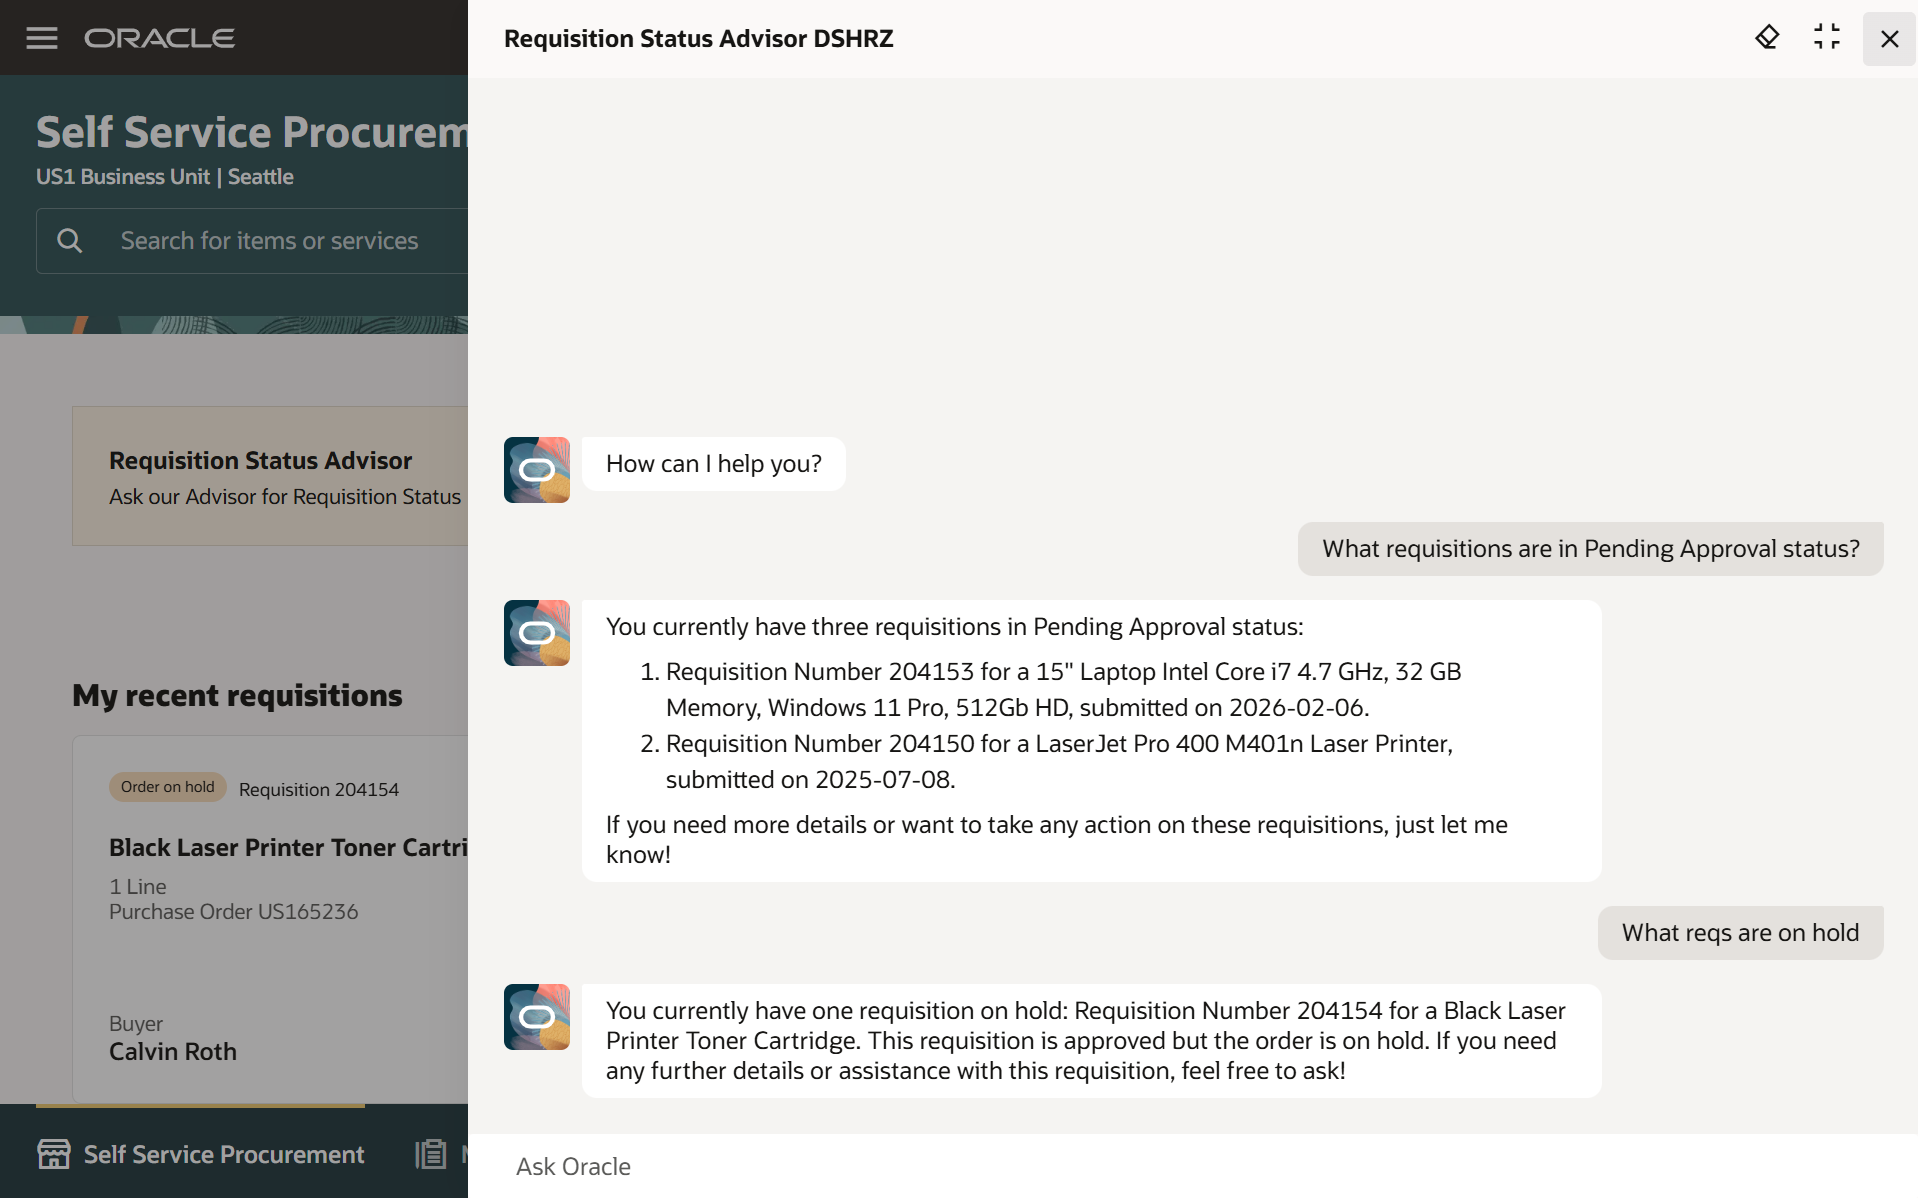 ORACLE
Self Service Procurem
US1 Business Unit | Seattle
Search for items or services
Requisition Status Advisor
Ask our Advisor for Requisition Status
My recent requisitions
Order on hold
Requisition 204154
Black Laser Printer Toner Cartri
1 Line
Purchase Order US165236
Buyer
Calvin Roth
Self Service Procurement
Requisition Status Advisor DSHRZ
How can I help you?
What requisitions are in Pending Approval status?
You currently have three requisitions in Pending Approval status:
1. Requisition Number 204153 for a 15" Laptop Intel Core i7 4.7 GHz, 32 GB
Memory, Windows 11 Pro, 512Gb HD, submitted on 2026-02-06.
2. Requisition Number 204150 for a LaserJet Pro 400 M401n Laser Printer,
submitted on 2025-07-08.
If you need more details or want to take any action on these requisitions, just let me
know!
What reqs are on hold
You currently have one requisition on hold: Requisition Number 204154 for a Black Laser
Printer Toner Cartridge. This requisition is approved but the order is on hold. If you need
any further details or assistance with this requisition, feel free to ask!
Ask Oracle